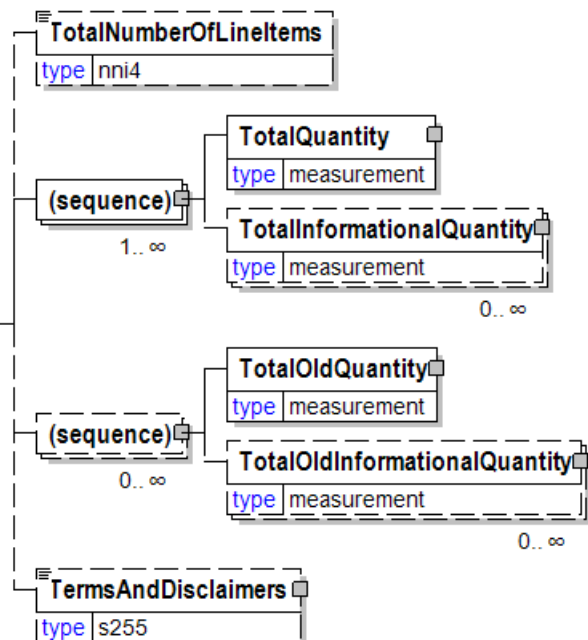 TotalNumberOfLineItems
type nni4
TotalQuantity
type measurement
(sequence)
1.. ∞
TotalInformationalQuantity
type measurement
0.. ∞
TotalOldQuantity
type measurement
(sequence)
0.. ∞
TotalOldInformationalQuantity
type measurement
0.. ∞
TermsAndDisclaimers
type s255